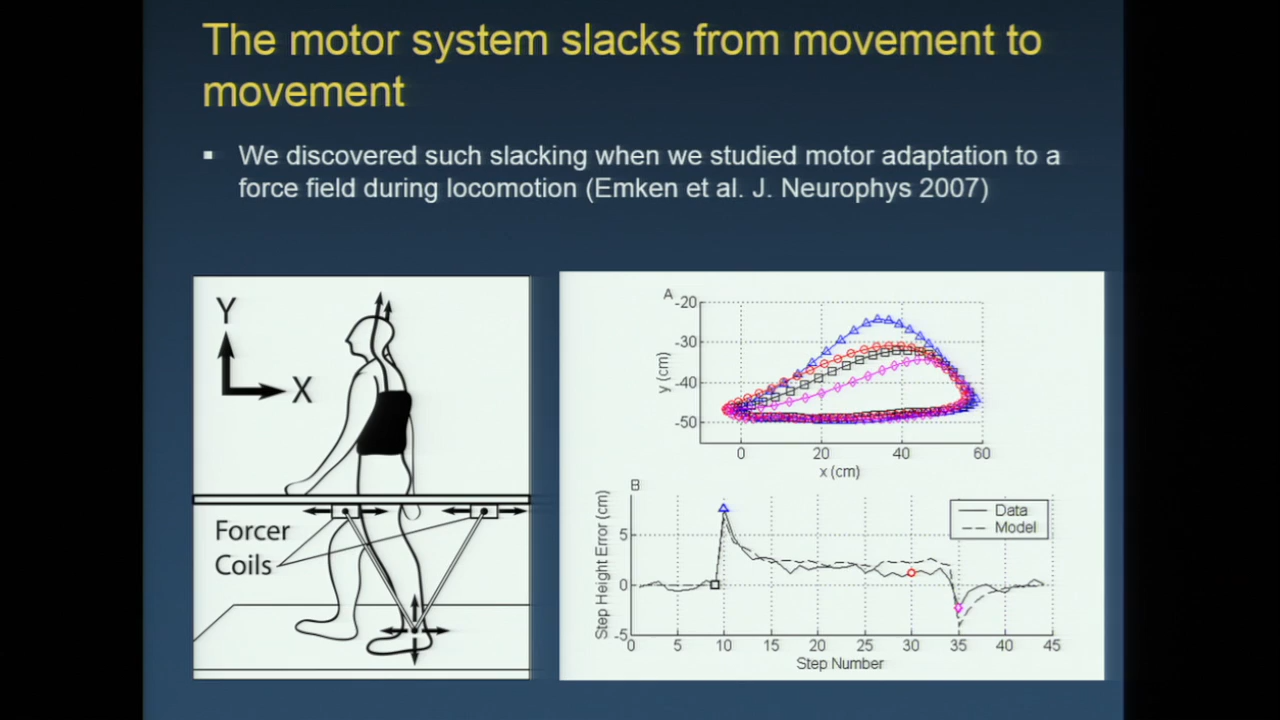 The motor system slacks from movement to
movement
▪ We discovered such slacking when we studied motor adaptation to a
force field during locomotion (Emken et al. J. Neurophys 2007)
Y
X
Forcer
Coils
A
-20
-30
-40
-50
y (cm)
0 20 40 60
x (cm)
B
5
0
-5
Step Height Error (cm)
Data
Model
0 5 10 15 20 25 30 35 40 45
Step Number